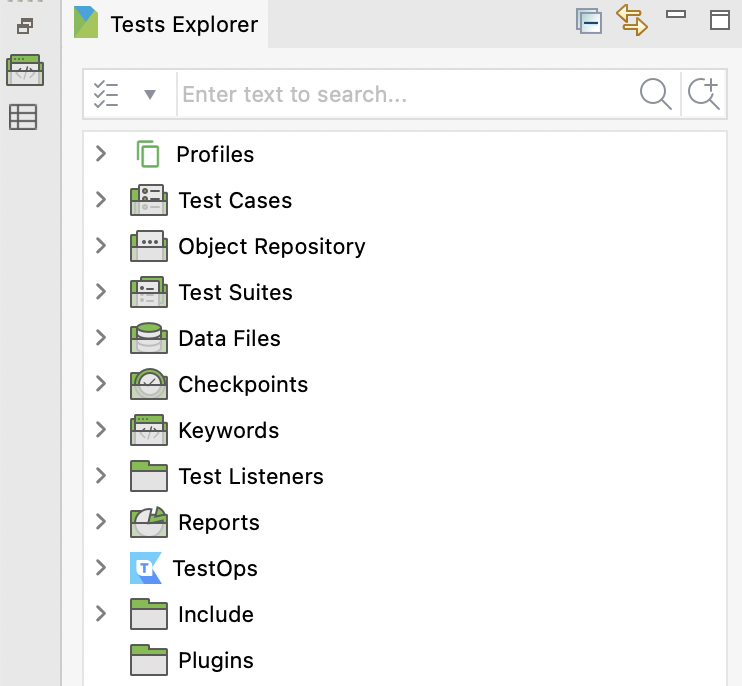 Tests Explorer
Enter text to search...
Profiles
Test Cases
Object Repository
Test Suites
Data Files
Checkpoints
Keywords
Test Listeners
Reports
TestOps
Include
Plugins